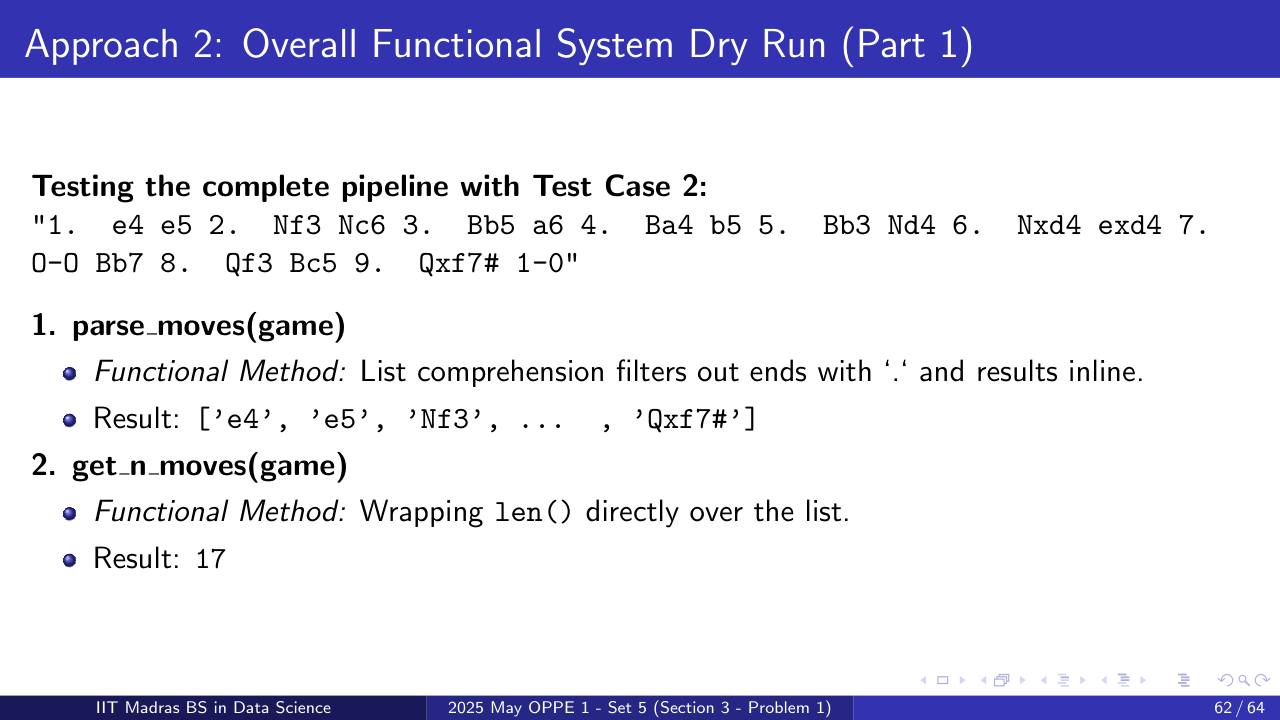 Approach 2: Overall Functional System Dry Run (Part 1)
Testing the complete pipeline with Test Case 2:
"1. e4 e5 2. Nf3 Nc6 3. Bb5 a6 4. Ba4 b5 5. Bb3 Nd4 6. Nxd4 exd4 7.
O-O Bb7 8. Qf3 Bc5 9. Qxf7# 1-0"
1. parse_moves(game)
Functional Method: List comprehension filters out ends with ‘.‘ and results inline.
Result: [’e4’, ’e5’, ’Nf3’, ... , ’Qxf7#’]
2. get_n_moves(game)
Functional Method: Wrapping len() directly over the list.
Result: 17
IIT Madras BS in Data Science
2025 May OPPE 1 - Set 5 (Section 3 - Problem 1)
62 / 64